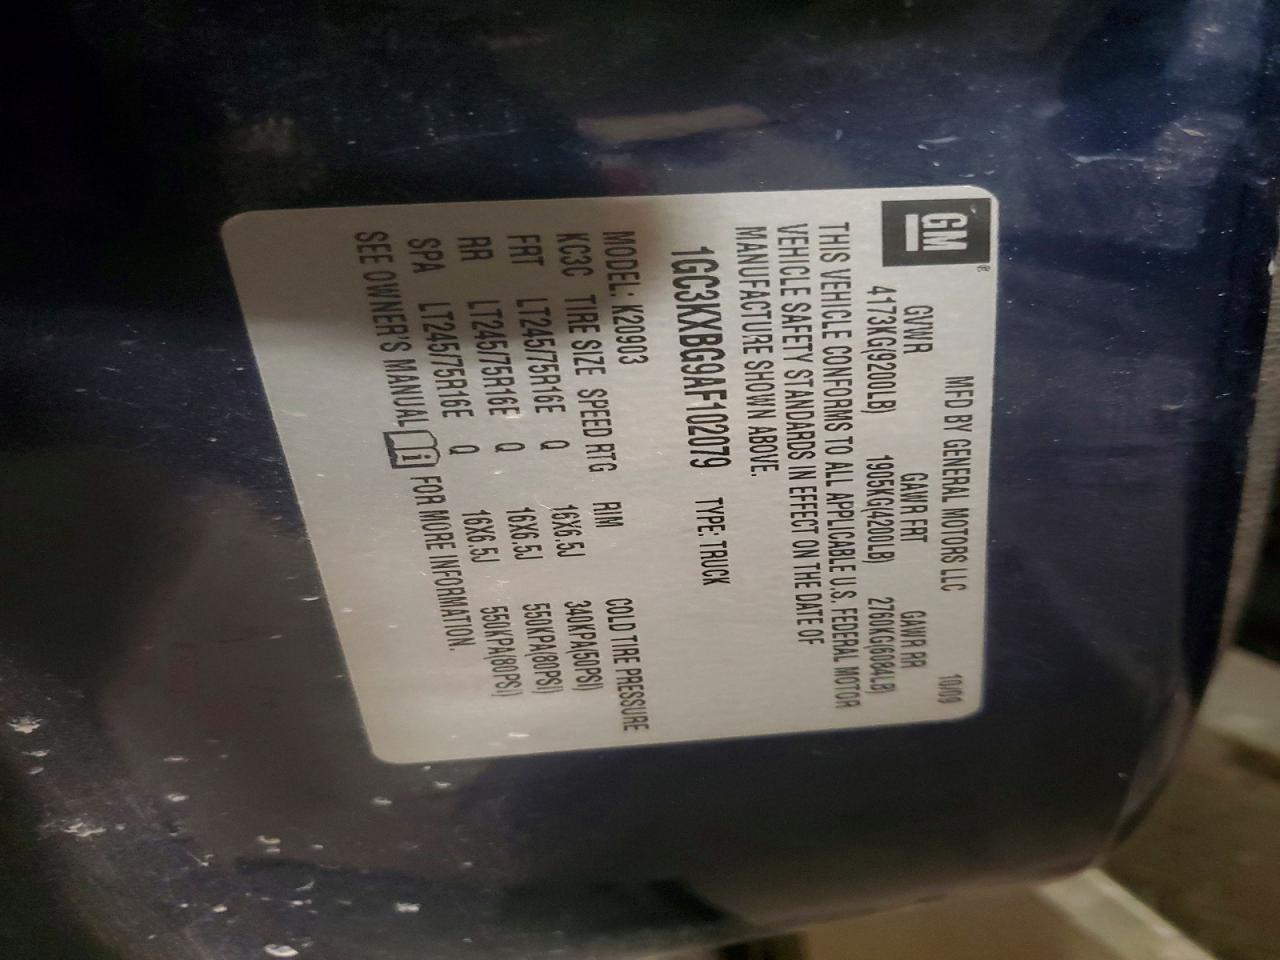 GM®
MFD BY GENERAL MOTORS LLC 10/09
GVWR GAWR FRT GAWR RR
4173KG(9200LB) 1905KG(4200LB) 2760KG(6084LB)
THIS VEHICLE CONFORMS TO ALL APPLICABLE U.S. FEDERAL MOTOR
VEHICLE SAFETY STANDARDS IN EFFECT ON THE DATE OF
MANUFACTURE SHOWN ABOVE.
1GC3KXBG9AF102079 TYPE: TRUCK
MODEL: K20903
KC3C TIRE SIZE SPEED RTG RIM COLD TIRE PRESSURE
FRT LT245/75R16E Q 16X6.5J 340KPA(50PSI)
RR LT245/75R16E Q 16X6.5J 550KPA(80PSI)
SPA LT245/75R16E Q 16X6.5J 550KPA(80PSI)
SEE OWNER'S MANUAL i FOR MORE INFORMATION.